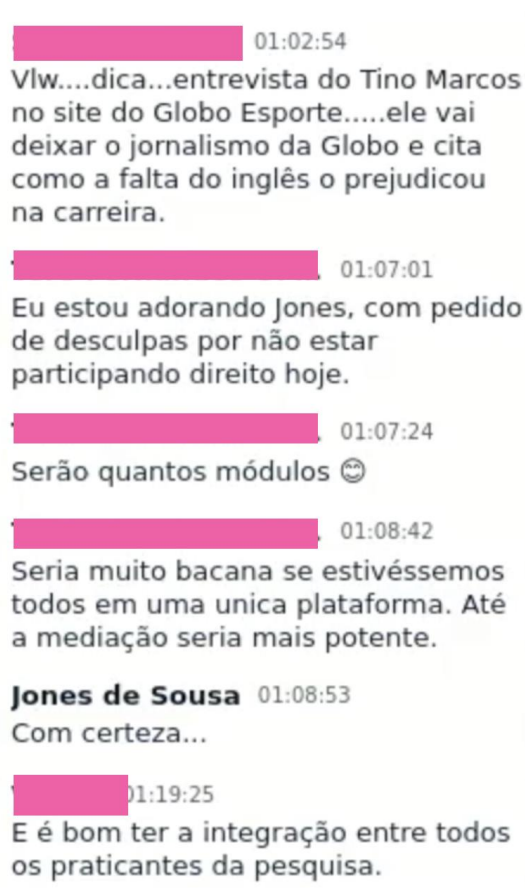 01:02:54
Vlw....dica...entrevista do Tino Marcos
no site do Globo Esporte.....ele vai
deixar o jornalismo da Globo e cita
como a falta do inglês o prejudicou
na carreira.
01:07:01
Eu estou adorando Jones, com pedido
de desculpas por não estar
participando direito hoje.
01:07:24
Serão quantos módulos 😊
01:08:42
Seria muito bacana se estivéssemos
todos em uma unica plataforma. Até
a mediação seria mais potente.
Jones de Sousa 01:08:53
Com certeza...
01:19:25
E é bom ter a integração entre todos
os praticantes da pesquisa.